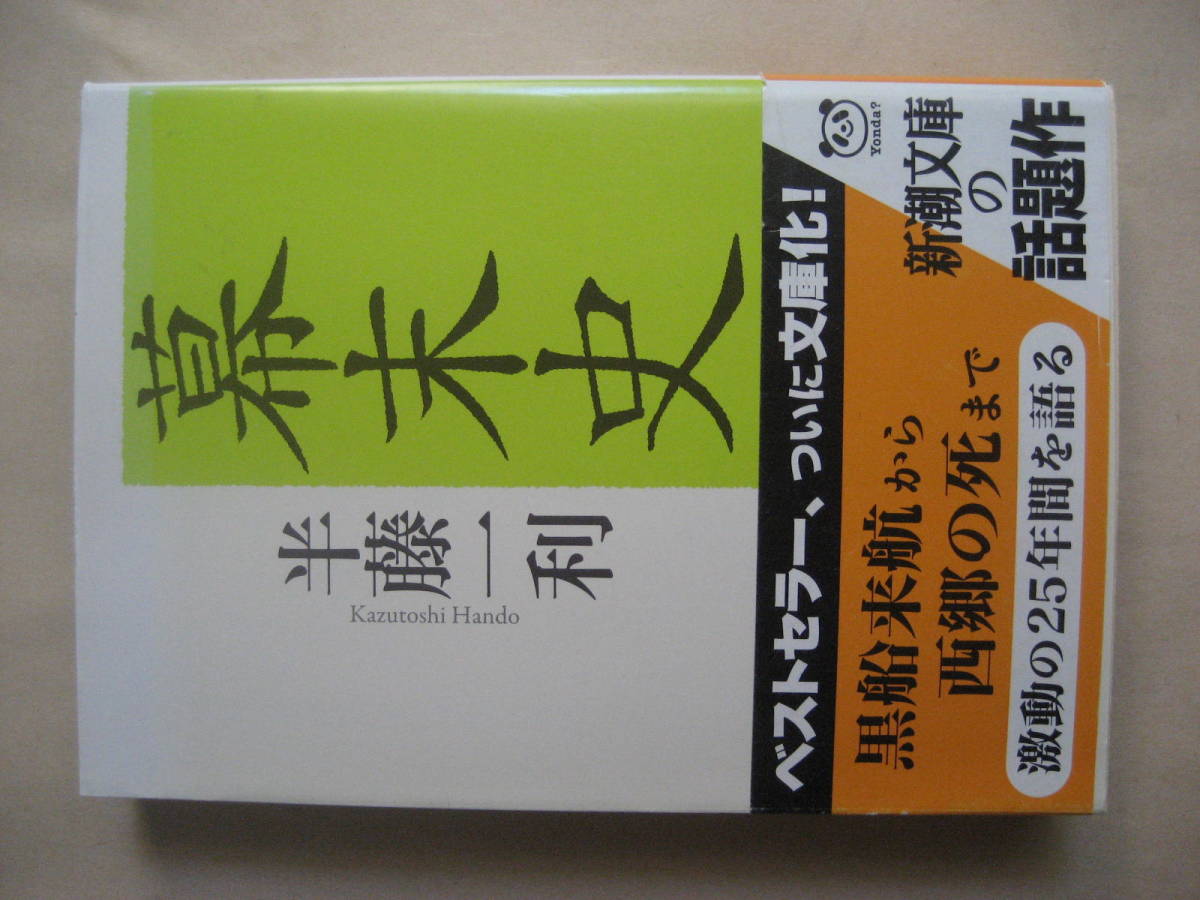 幕末史
半藤一利
Kazutoshi Hando
ベストセラー、ついに文庫化!
黒船来航から
西郷の死まで
激動の25年間を語る
Yonda?
新潮文庫
の
話題作